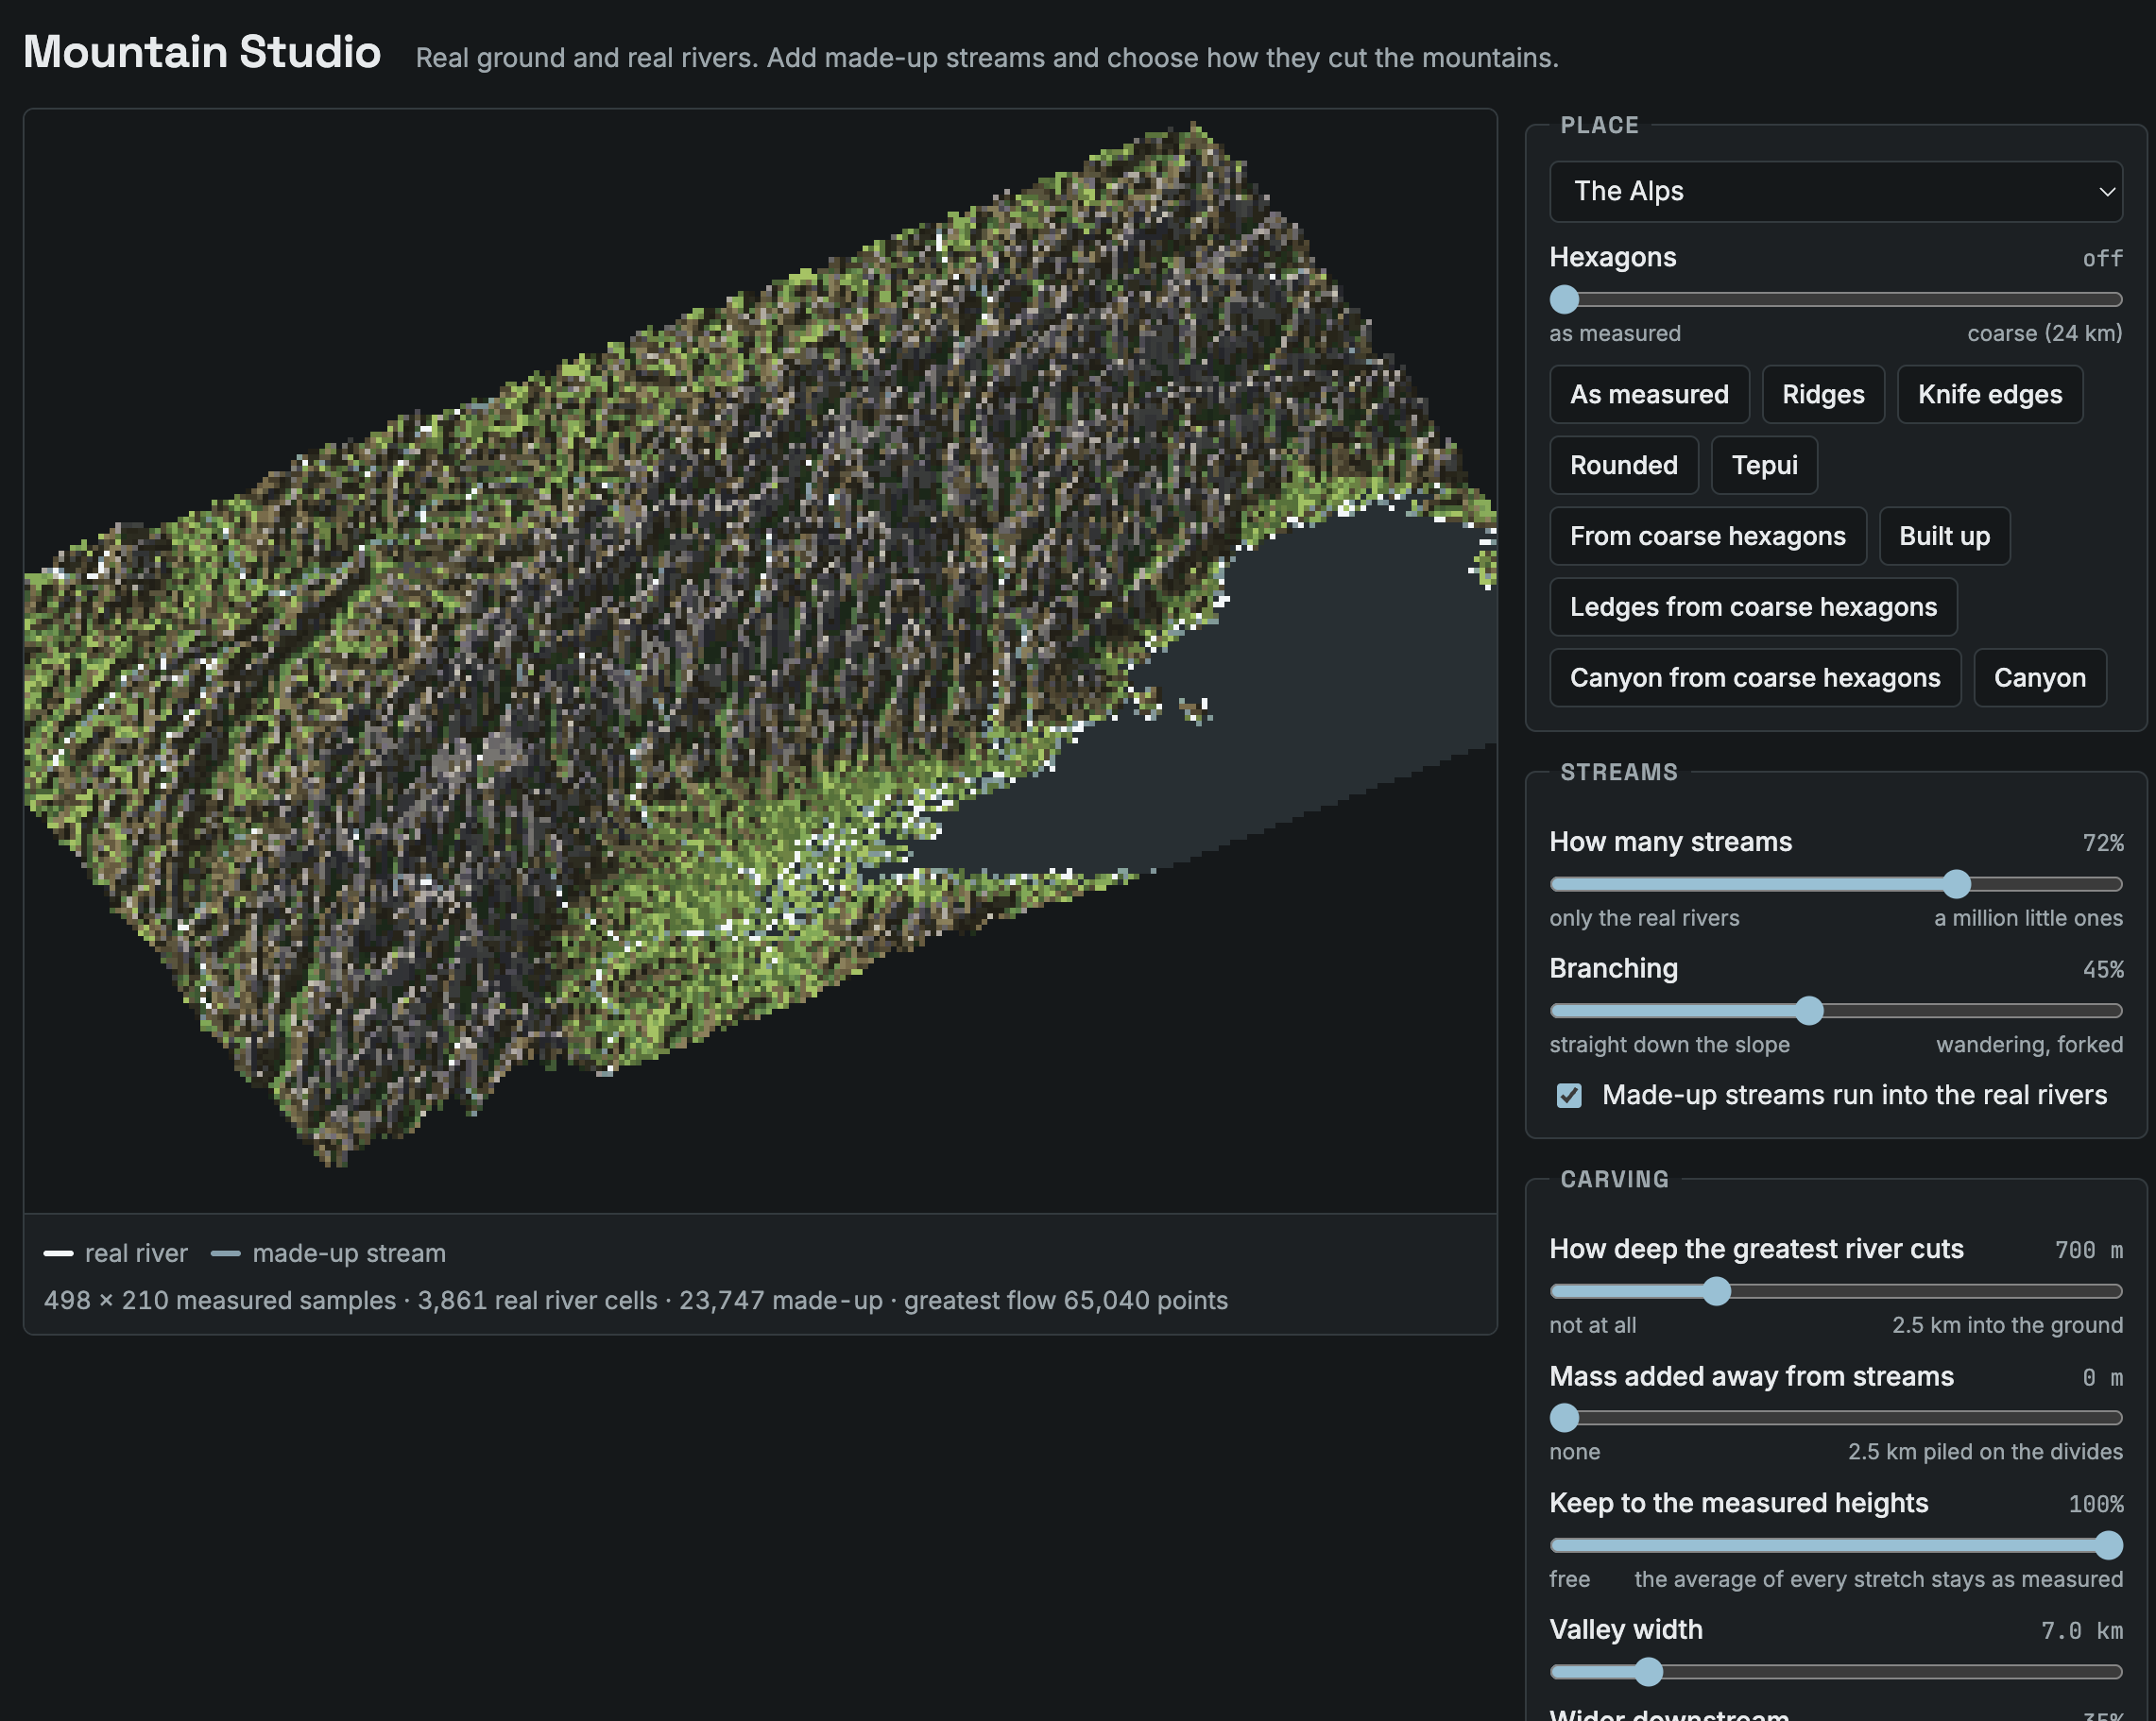 Mountain Studio
Real ground and real rivers. Add made-up streams and choose how they cut the mountains.
real river
made-up stream
498 × 210 measured samples · 3,861 real river cells · 23,747 made-up · greatest flow 65,040 points
PLACE
The Alps
Hexagons off
as measured coarse (24 km)
As measured Ridges Knife edges
Rounded Tepui
From coarse hexagons Built up
Ledges from coarse hexagons
Canyon from coarse hexagons Canyon
STREAMS
How many streams 72%
only the real rivers a million little ones
Branching 45%
straight down the slope wandering, forked
Made-up streams run into the real rivers
CARVING
How deep the greatest river cuts 700 m
not at all 2.5 km into the ground
Mass added away from streams 0 m
none 2.5 km piled on the divides
Keep to the measured heights 100%
free the average of every stretch stays as measured
Valley width 7.0 km
Wider downstream 35%